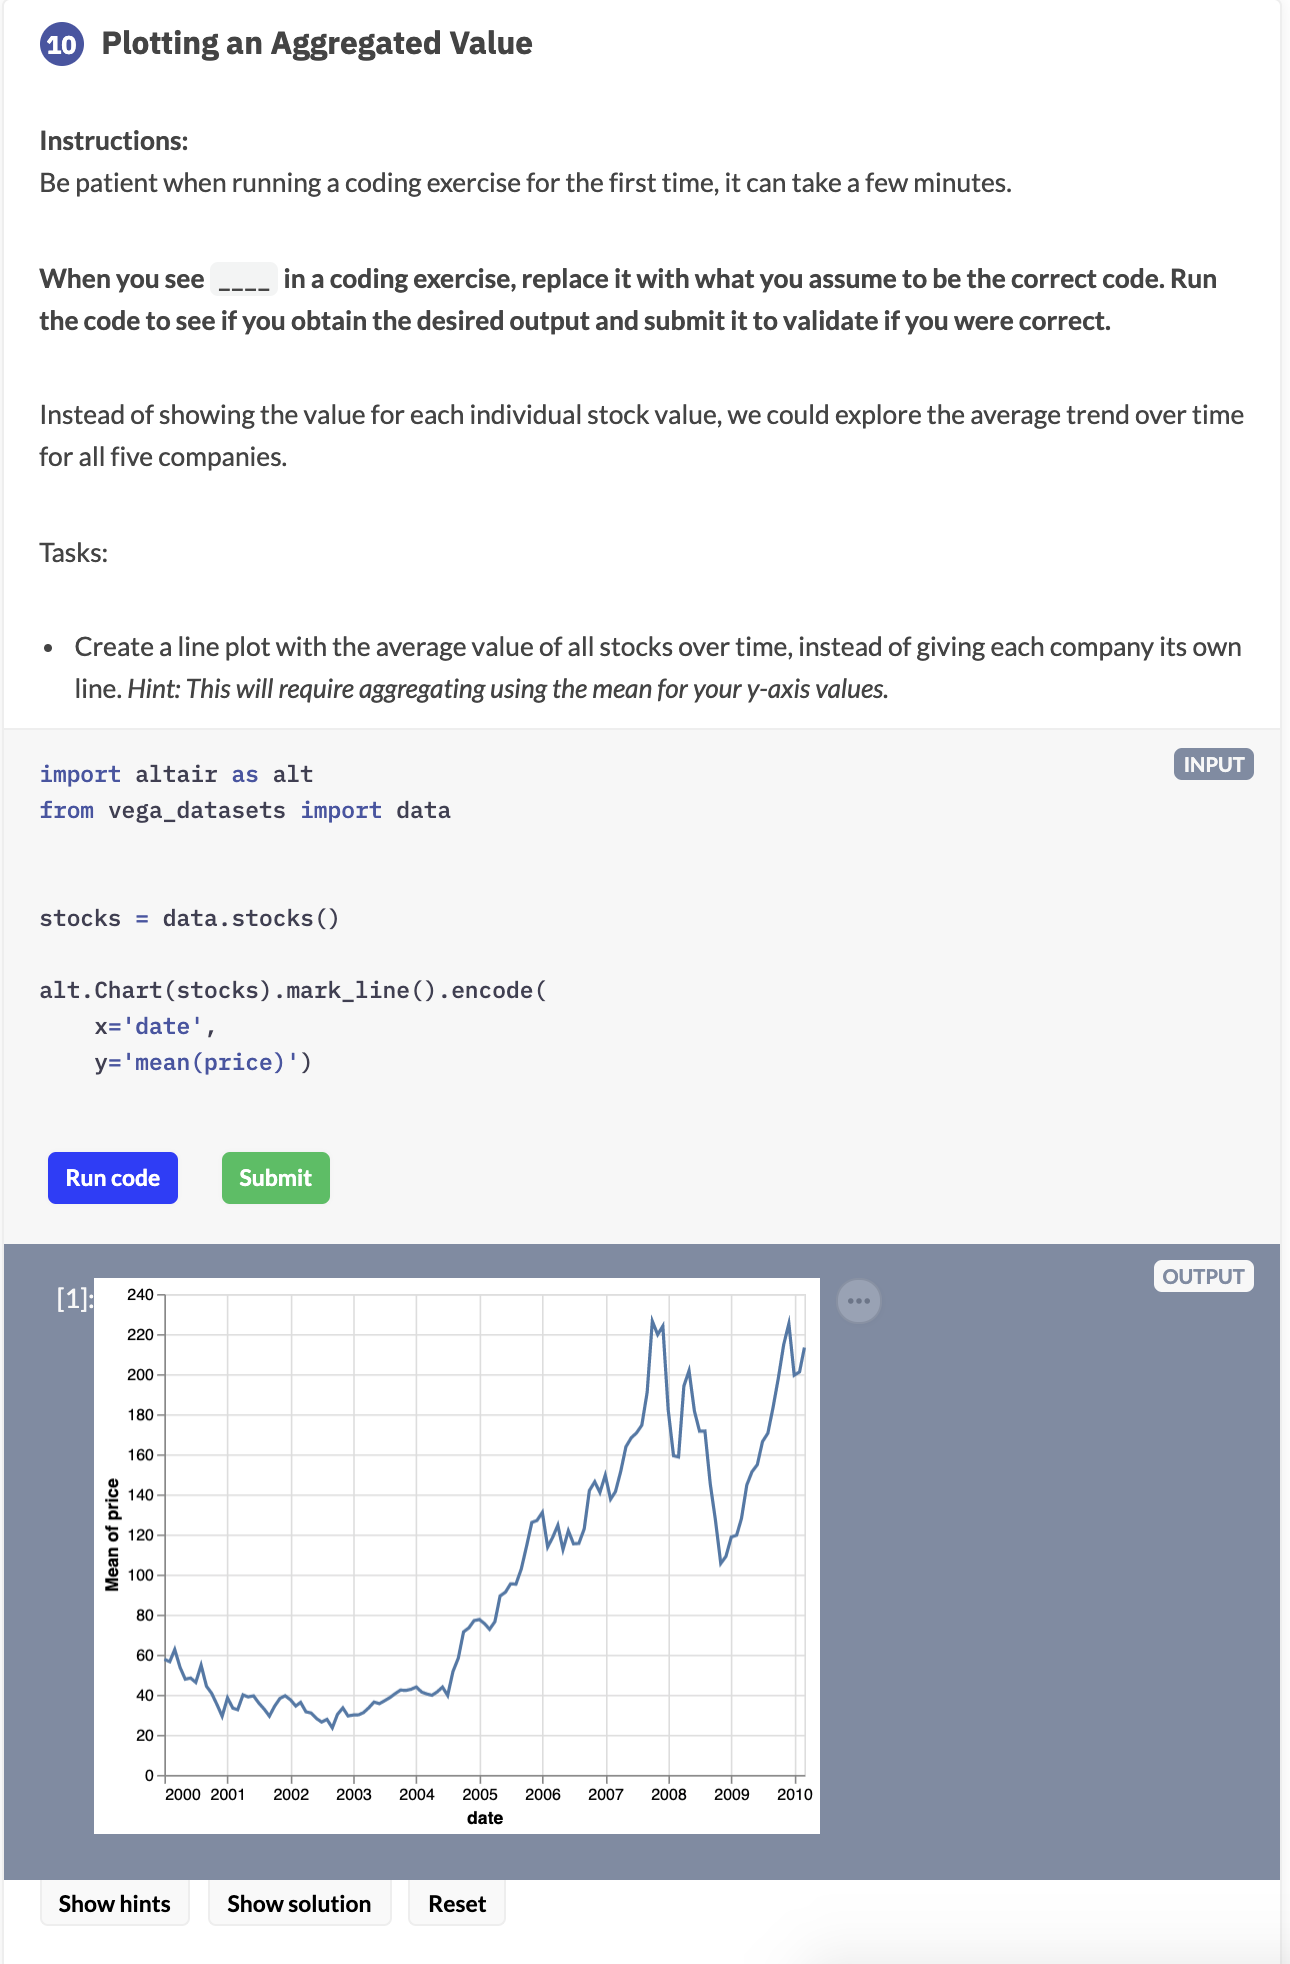 10 Plotting an Aggregated Value
Instructions:
Be patient when running a coding exercise for the first time, it can take a few minutes.
When you see ____ in a coding exercise, replace it with what you assume to be the correct code. Run
the code to see if you obtain the desired output and submit it to validate if you were correct.
Instead of showing the value for each individual stock value, we could explore the average trend over time
for all five companies.
Tasks:
• Create a line plot with the average value of all stocks over time, instead of giving each company its own
line. Hint: This will require aggregating using the mean for your y-axis values.
INPUT
import altair as alt
from vega_datasets import data
stocks = data.stocks()
alt.Chart(stocks).mark_line().encode(
    x='date',
    y='mean(price)')
Run code Submit
OUTPUT
[1]:
240
220
200
180
160
140
120
100
80
60
40
20
0
Mean of price
2000 2001 2002 2003 2004 2005 2006 2007 2008 2009 2010
date
Show hints Show solution Reset